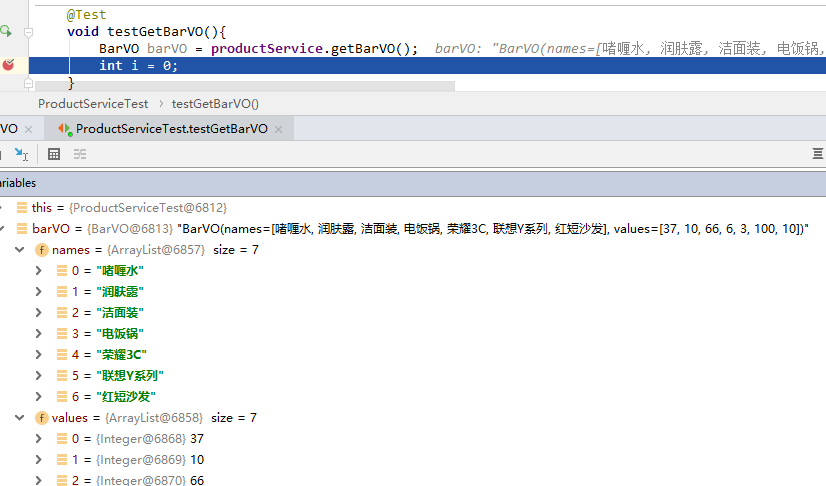 @Test
void testGetBarVO(){
BarVO barVO = productService.getBarVO(); barVO: "BarVO(names=[啫喱水, 润肤露, 洁面装, 电饭锅,
int i = 0;
}
ProductServiceTest › testGetBarVO()
VO × ProductServiceTest.testGetBarVO ×
ariables
this = {ProductServiceTest@6812}
barVO = {BarVO@6813} "BarVO(names=[啫喱水, 润肤露, 洁面装, 电饭锅, 荣耀3C, 联想Y系列, 红短沙发], values=[37, 10, 66, 6, 3, 100, 10])"
f names = {ArrayList@6857} size = 7
0 = "啫喱水"
1 = "润肤露"
2 = "洁面装"
3 = "电饭锅"
4 = "荣耀3C"
5 = "联想Y系列"
6 = "红短沙发"
f values = {ArrayList@6858} size = 7
0 = {Integer@6868} 37
1 = {Integer@6869} 10
2 = {Integer@6870} 66